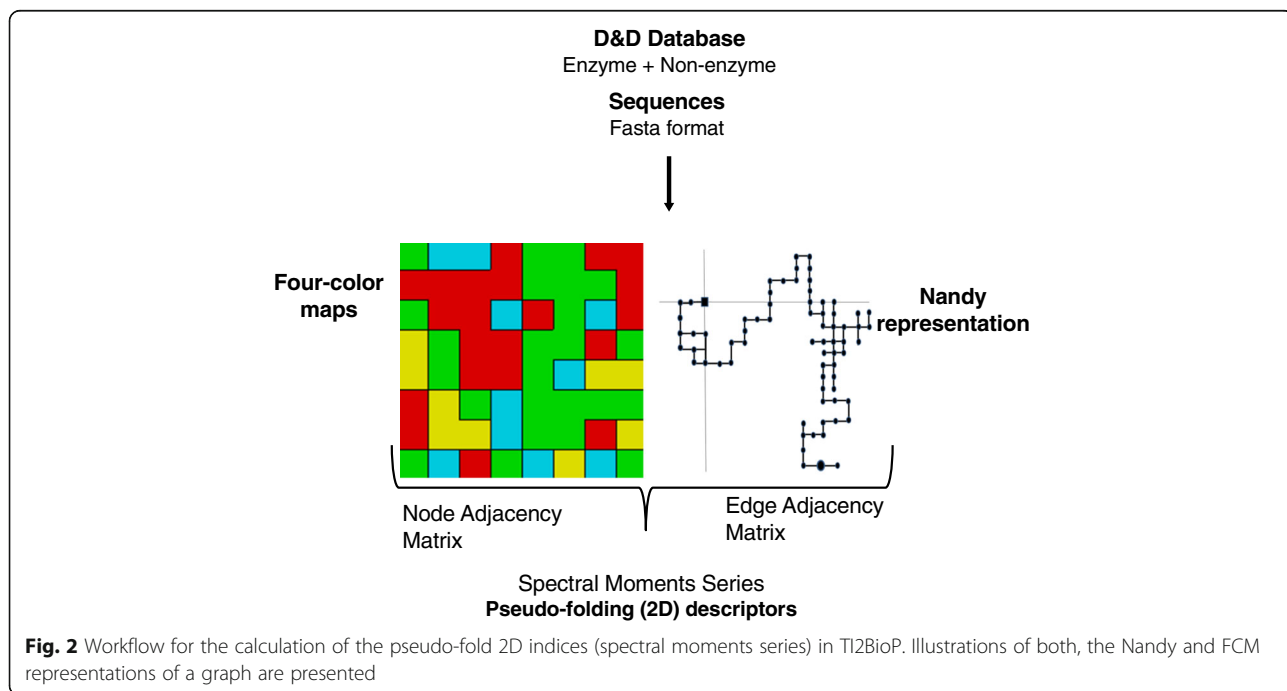 D&D Database
Enzyme + Non-enzyme
Sequences
Fasta format
Four-color
maps
Nandy
representation
Node Adjacency
Matrix
Edge Adjacency
Matrix
Spectral Moments Series
Pseudo-folding (2D) descriptors
Fig. 2 Workflow for the calculation of the pseudo-fold 2D indices (spectral moments series) in TI2BioP. Illustrations of both, the Nandy and FCM
representations of a graph are presented